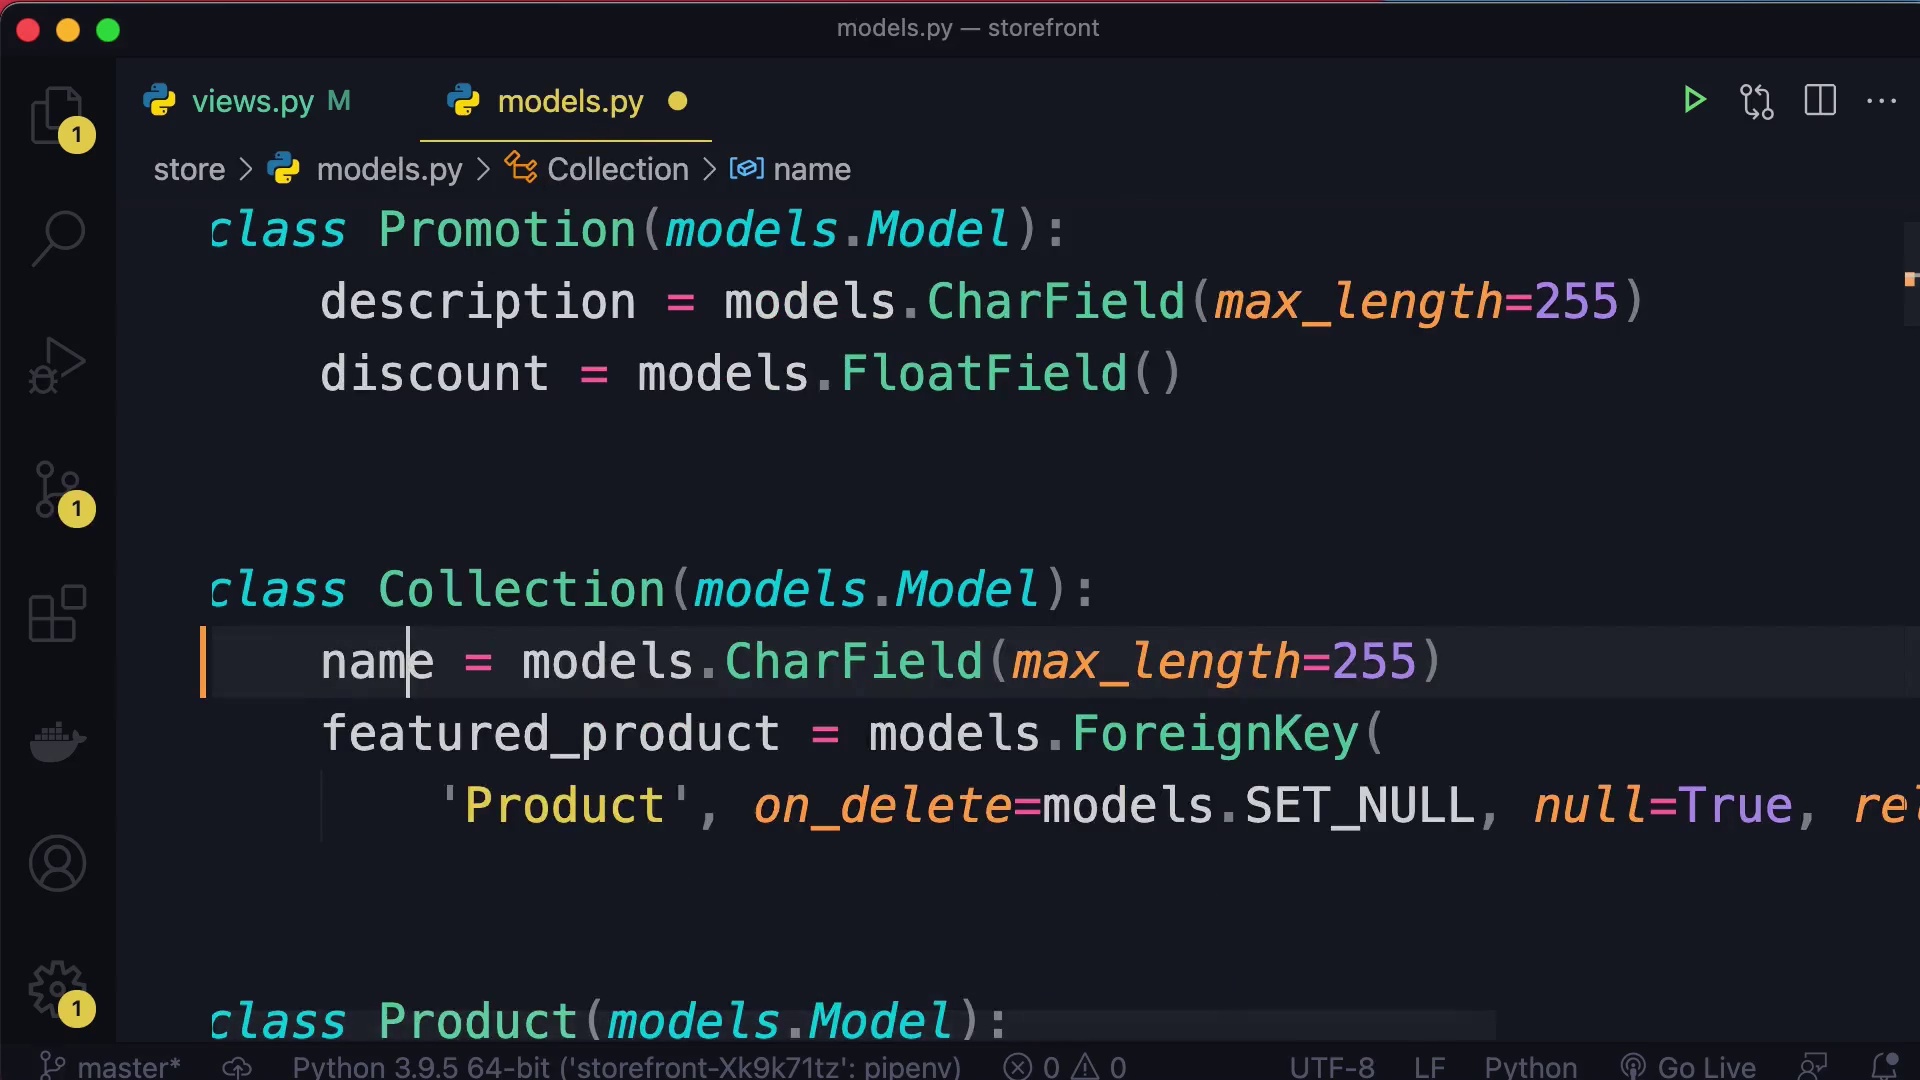 models.py — storefront
views.py M
models.py
store > models.py > Collection > name
class Promotion(models.Model):
description = models.CharField(max_length=255)
discount = models.FloatField()
class Collection(models.Model):
name = models.CharField(max_length=255)
featured_product = models.ForeignKey(
'Product', on_delete=models.SET_NULL, null=True, rel
class Product(models.Model):
1
1
1
master* Python 3.9.5 64-bit ('storefront-Xk9k71tz': pipenv) 0 0 UTF-8 LF Python Go Live